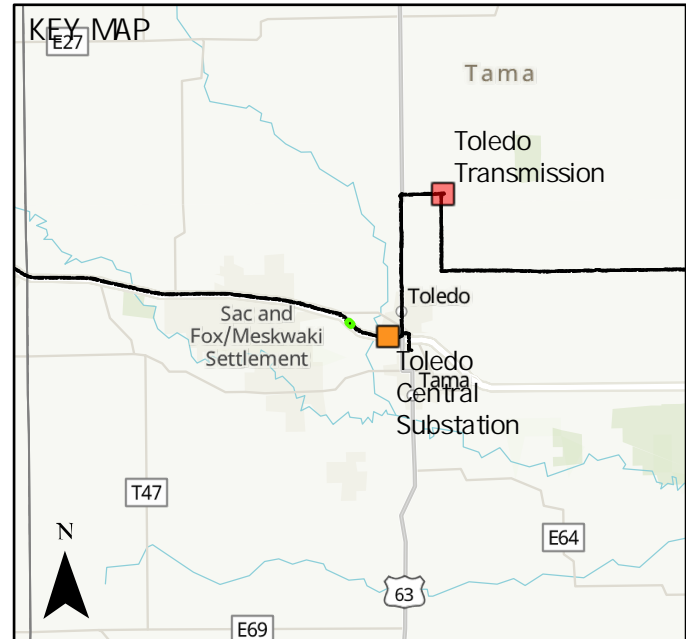 KEY MAP
E27
Tama
Toledo
Transmission
Toledo
Sac and
Fox/Meskwaki
Settlement
Toledo
Central
Substation
Tama
T47
E64
N
63
E69